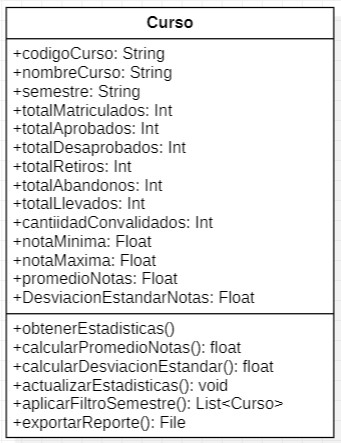 Curso
+codigoCurso: String
+nombreCurso: String
+semestre: String
+totalMatriculados: Int
+totalAprobados: Int
+totalDesaprobados: Int
+totalRetiros: Int
+totalAbandonos: Int
+totalLlevados: Int
+cantiidadConvalidados: Int
+notaMinima: Float
+notaMaxima: Float
+promedioNotas: Float
+DesviacionEstandarNotas: Float
+obtenerEstadisticas()
+calcularPromedioNotas(): float
+calcularDesviacionEstandar(): float
+actualizarEstadisticas(): void
+aplicarFiltroSemestre(): List<Curso>
+exportarReporte(): File